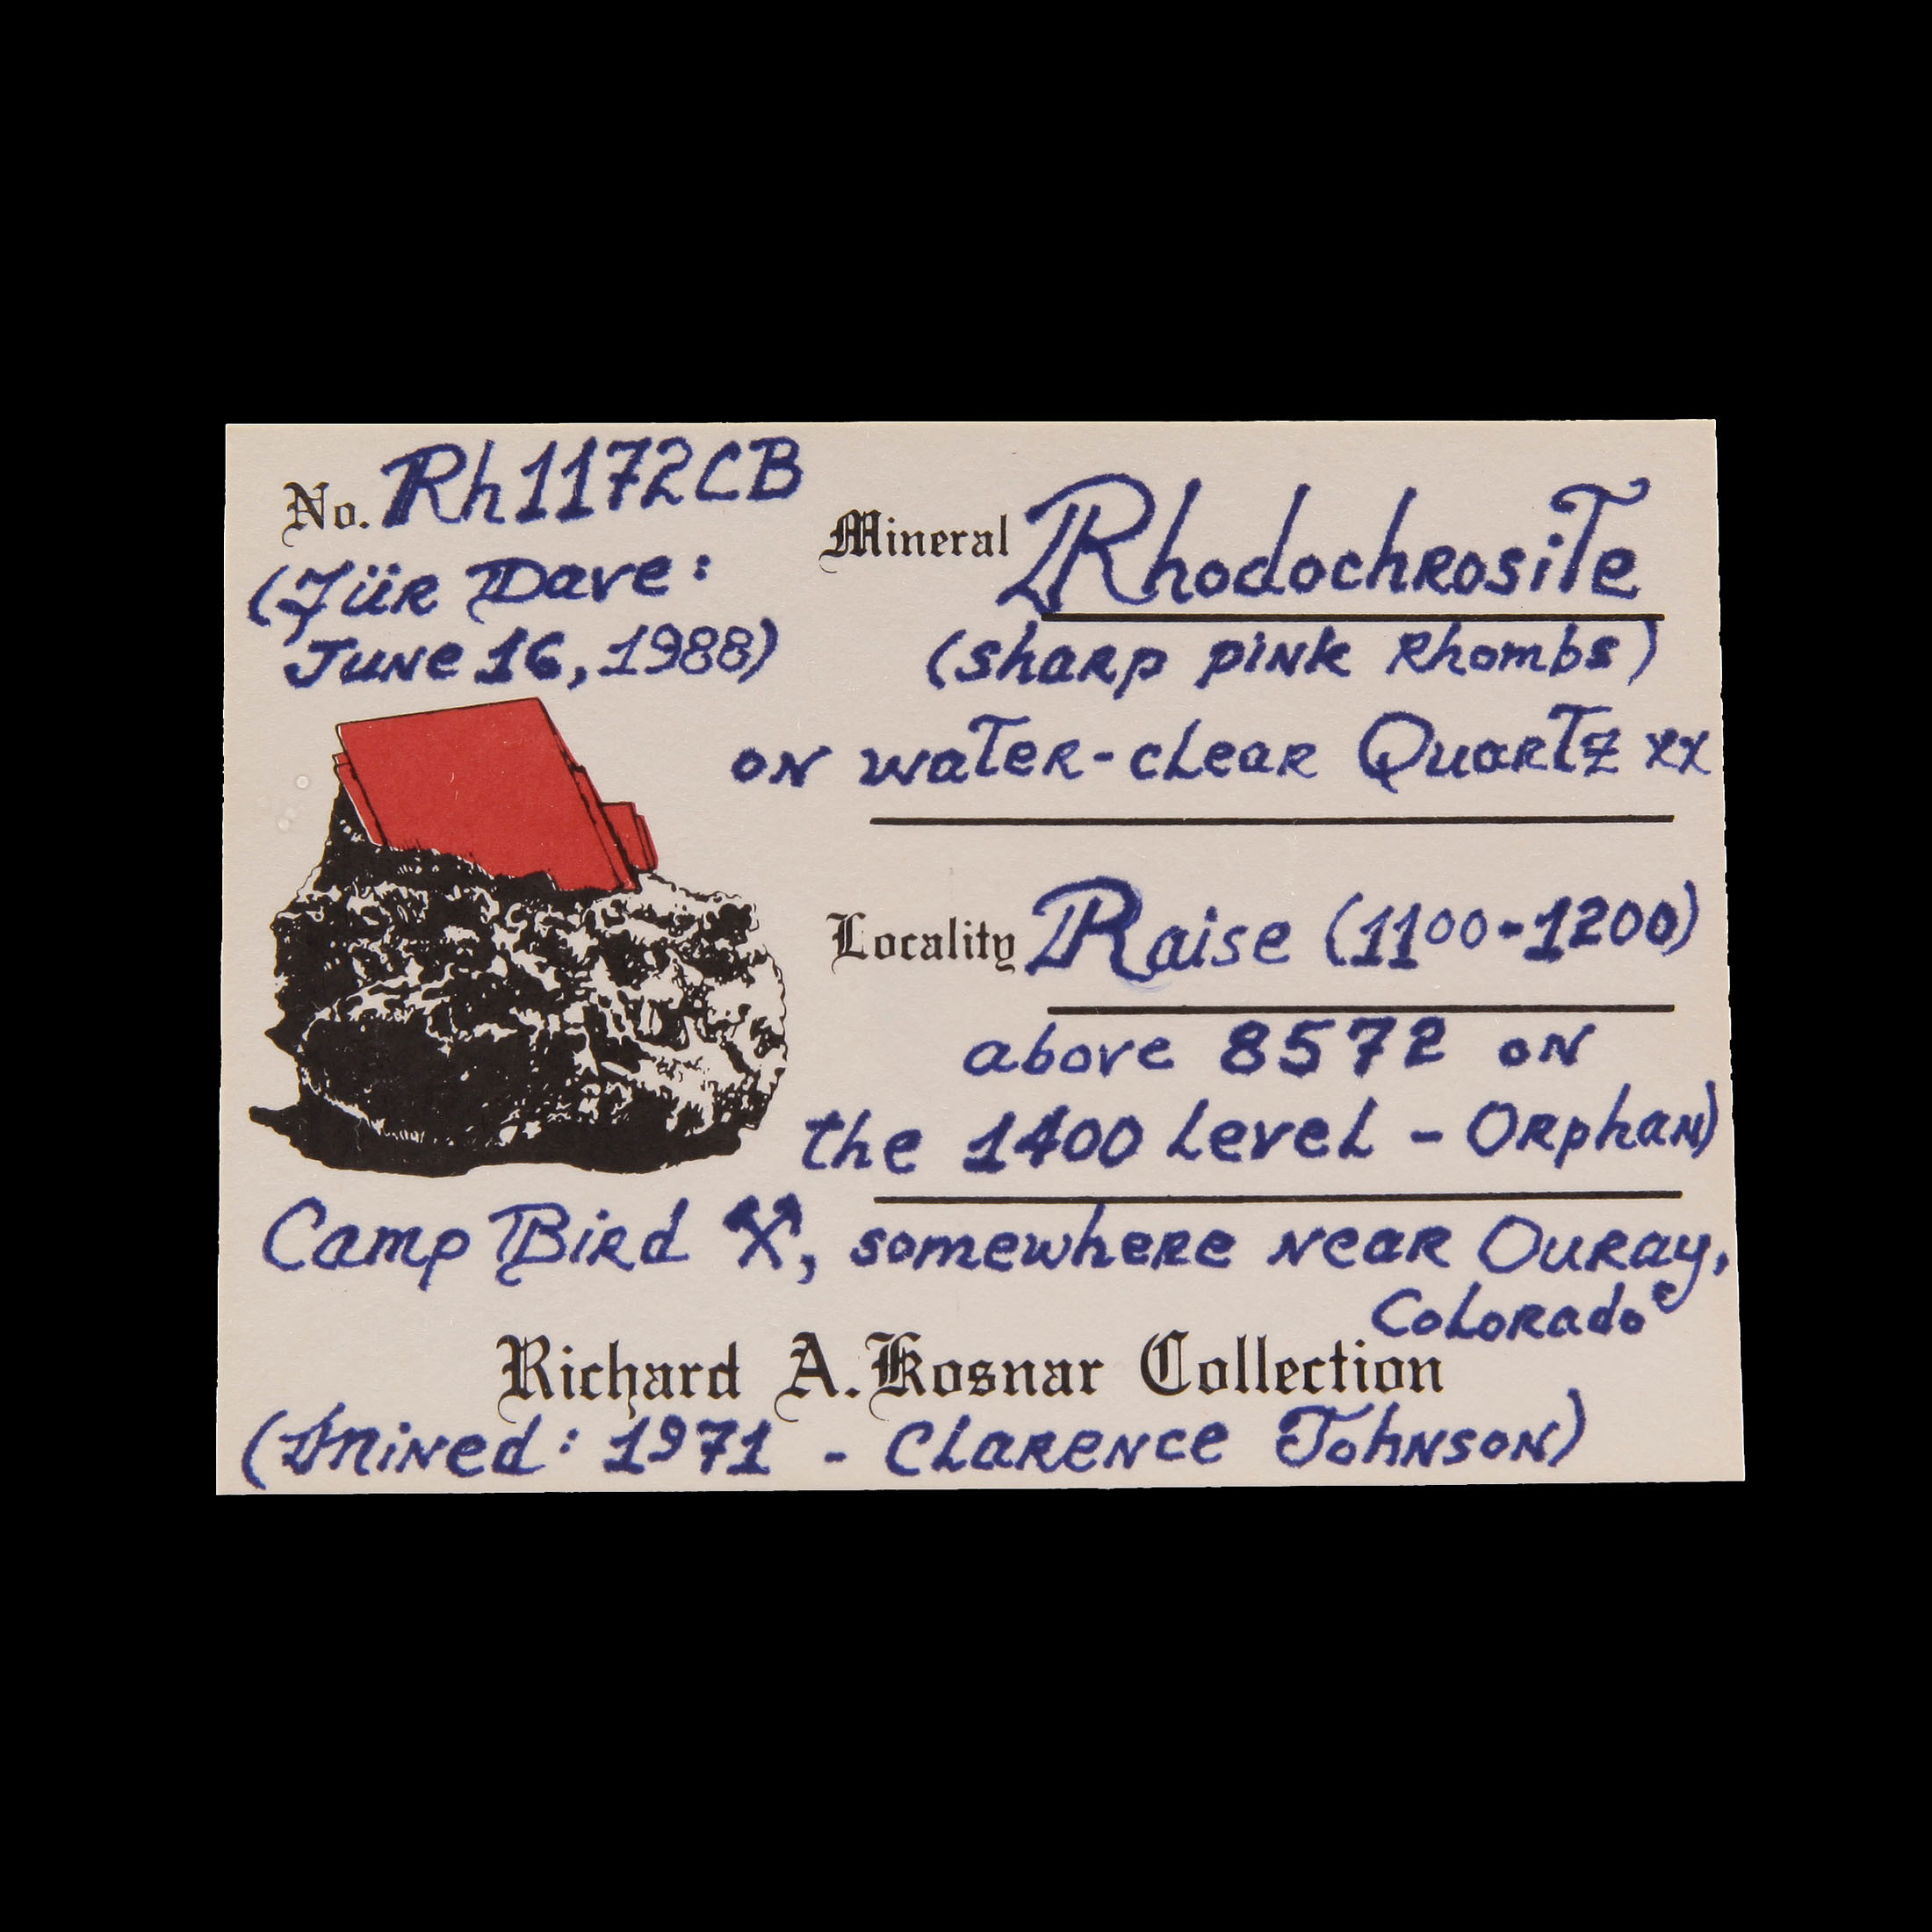 No. Rh1172CB
(Für Dave:
June 16, 1988)
Mineral Rhodochrosite
(sharp pink Rhombs)
on water-clear Quartz xx
Locality Raise (1100-1200)
above 8572 on
the 1400 Level - Orphan)
Camp Bird ⚒, somewhere near Ouray,
Colorado
Richard A. Kosnar Collection
(Mined: 1971 - Clarence Johnson)